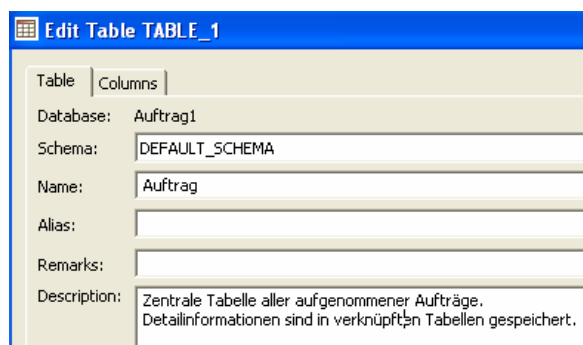 Edit Table TABLE_1
Table Columns
Database: Auftrag1
Schema: DEFAULT_SCHEMA
Name: Auftrag
Alias:
Remarks:
Description: Zentrale Tabelle aller aufgenommener Aufträge.
Detailinformationen sind in verknüpften Tabellen gespeichert.